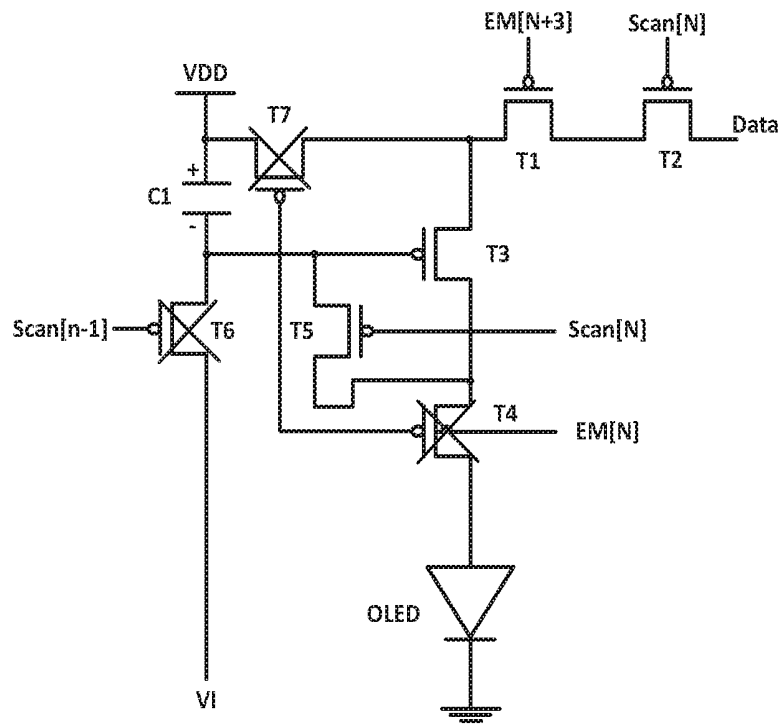 EM[N+3]
Scan[N]
VDD
T7
Data
T1
T2
+
C1
-
T3
Scan[n-1]
T6
T5
Scan[N]
T4
EM[N]
OLED
VI